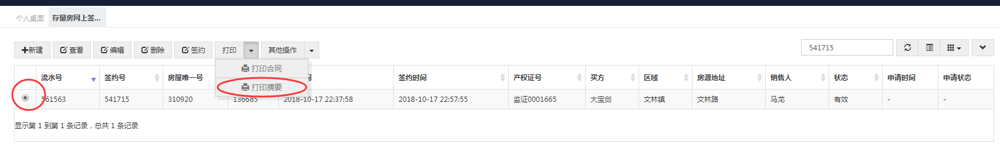 个人桌面 存量房网上签...
新建 查看 编辑 删除 签约 打印 其他操作 541715
打印合同
打印摘要
流水号 签约号 房屋唯一号 间 签约时间 产权证号 买方 区域 房源地址 销售人 状态 申请时间 申请状态
561563 541715 310920 136685 2018-10-17 22:37:58 2018-10-17 22:57:55 监证0001665 大宝剑 文林镇 文林路 马龙 有效 - -
显示第 1 到第 1 条记录，总共 1 条记录